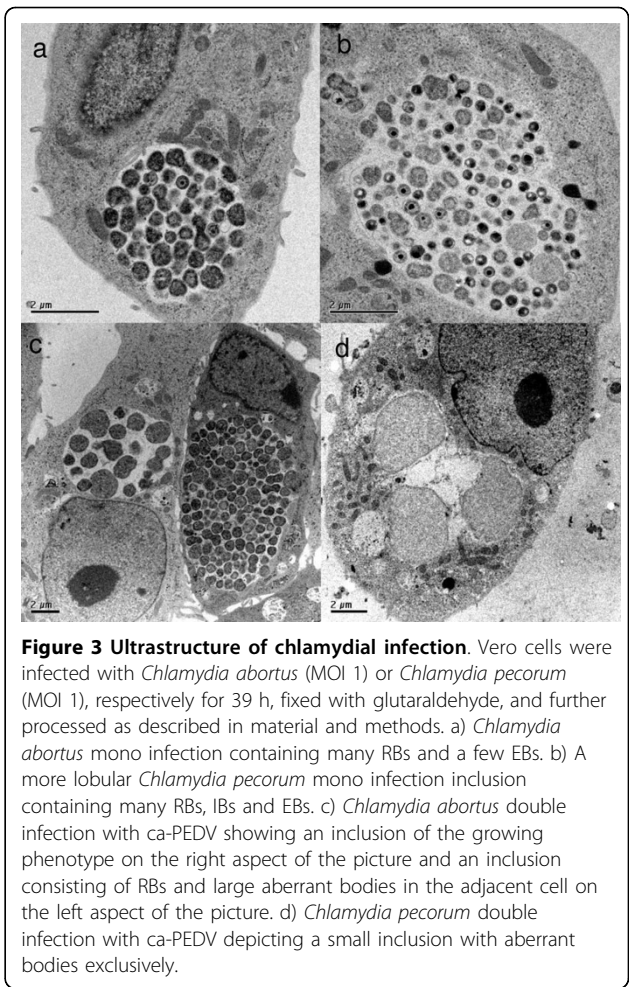 a
b
2 µm
2 µm
c
d
2 µm
2 µm
Figure 3 Ultrastructure of chlamydial infection. Vero cells were
infected with Chlamydia abortus (MOI 1) or Chlamydia pecorum
(MOI 1), respectively for 39 h, fixed with glutaraldehyde, and further
processed as described in material and methods. a) Chlamydia
abortus mono infection containing many RBs and a few EBs. b) A
more lobular Chlamydia pecorum mono infection inclusion
containing many RBs, IBs and EBs. c) Chlamydia abortus double
infection with ca-PEDV showing an inclusion of the growing
phenotype on the right aspect of the picture and an inclusion
consisting of RBs and large aberrant bodies in the adjacent cell on
the left aspect of the picture. d) Chlamydia pecorum double
infection with ca-PEDV depicting a small inclusion with aberrant
bodies exclusively.